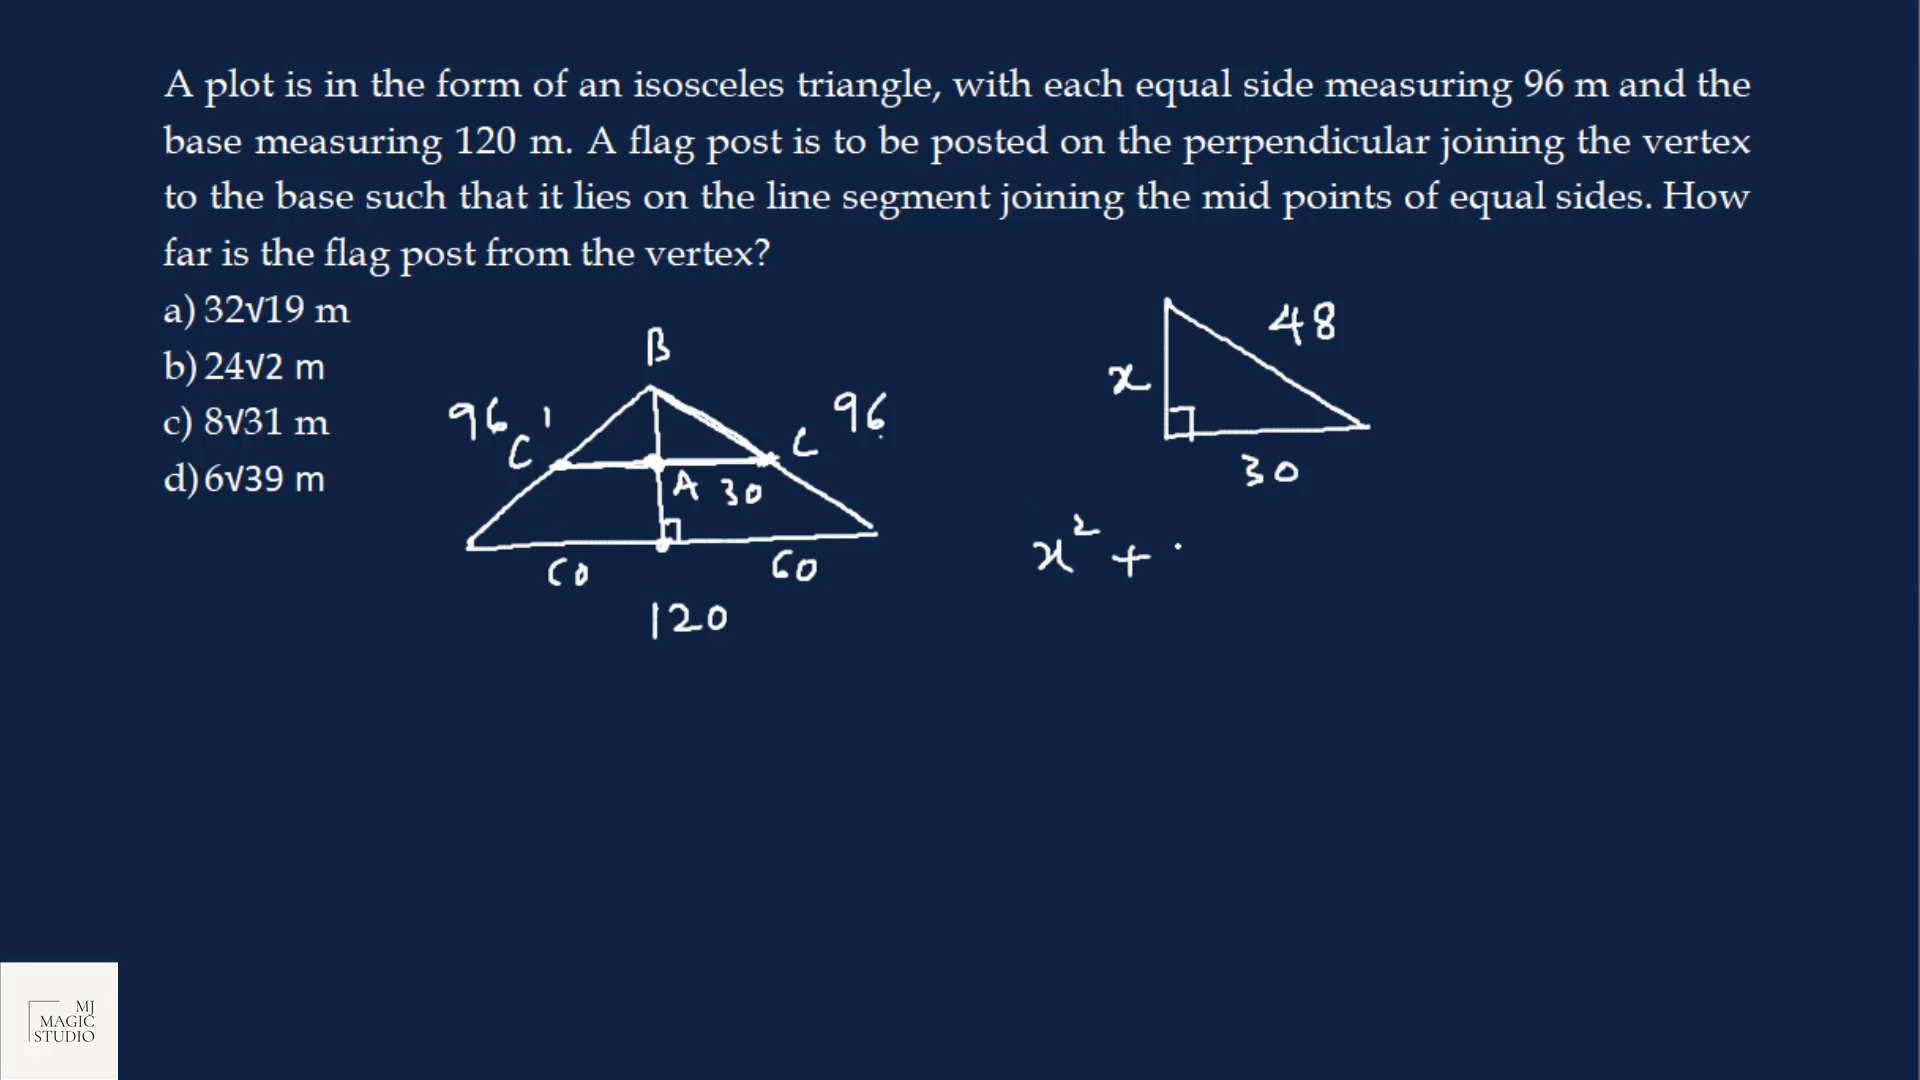 A plot is in the form of an isosceles triangle, with each equal side measuring 96 m and the
base measuring 120 m. A flag post is to be posted on the perpendicular joining the vertex
to the base such that it lies on the line segment joining the mid points of equal sides. How
far is the flag post from the vertex?
a) 32√19 m
b) 24√2 m
c) 8√31 m
d) 6√39 m
B
96
C'
C
96
A 30
60
60
120
48
x
30
x² +
MJ
MAGIC
STUDIO